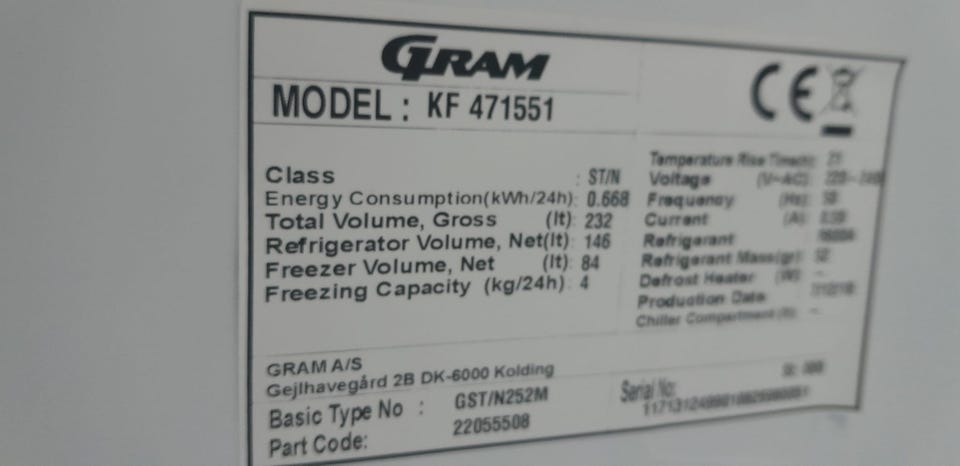 GRAM
MODEL : KF 471551
Class : ST/N
Energy Consumption(kWh/24h): 0.668
Total Volume, Gross (lt): 232
Refrigerator Volume, Net(lt): 146
Freezer Volume, Net (lt): 84
Freezing Capacity (kg/24h): 4
CE
Temperature Rise Time(h):
Voltage (V~AC):
Frequency (Hz):
Current (A):
Refrigerant
Refrigerant Mass(gr):
Defrost Heater (W)
Production Date
Chiller Compartment
GRAM A/S
Gejlhavegård 2B DK-6000 Kolding
Basic Type No : GST/N252M
Part Code: 22055508
Serial No: